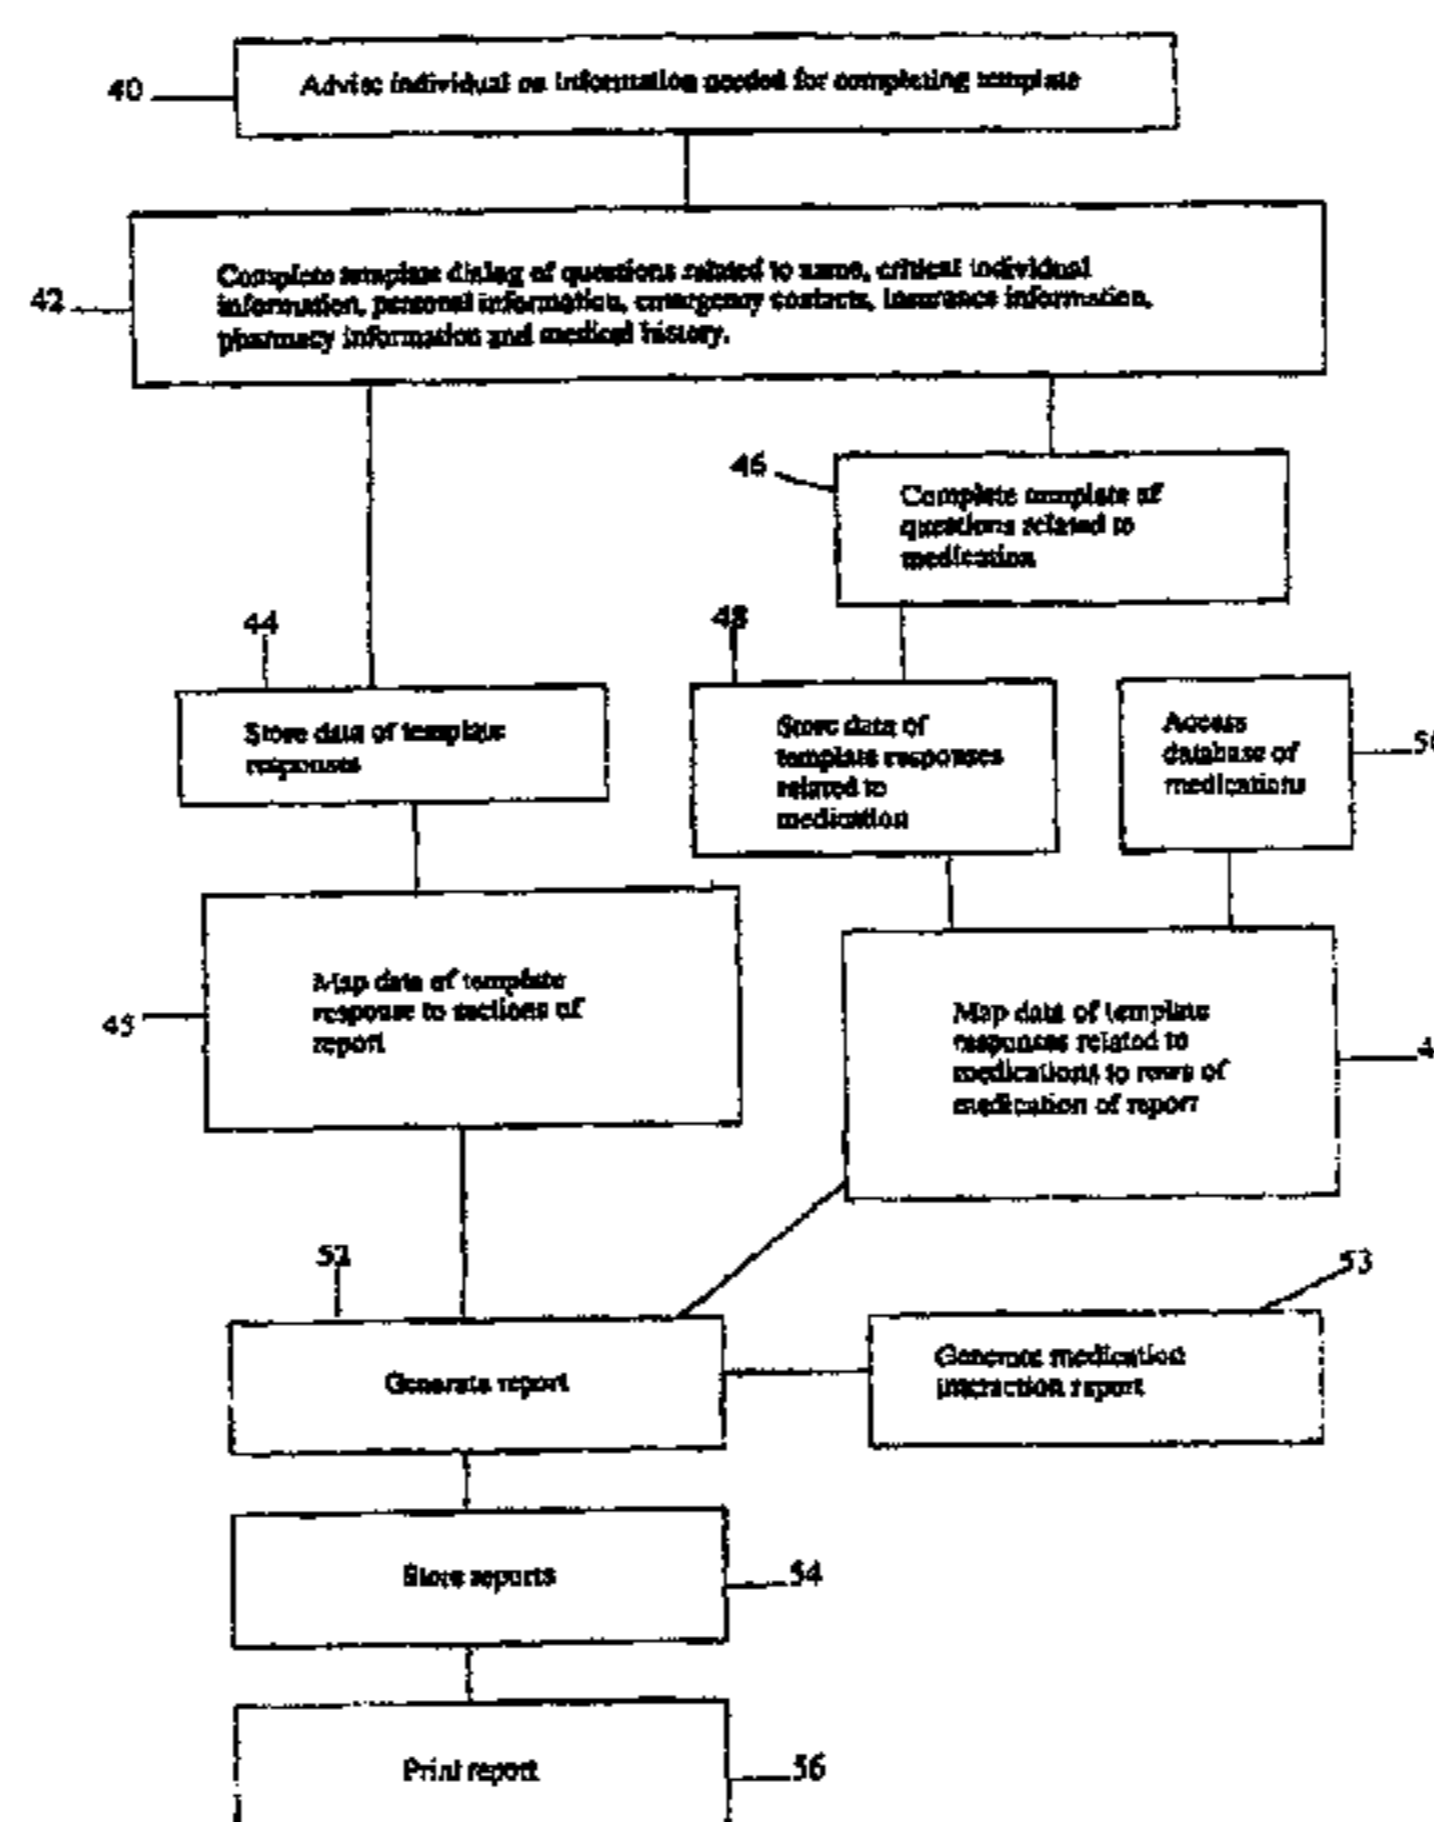 40
Advise individual on information needed for completing template
42
Complete template dialog of questions related to name, critical individual
information, personal information, emergency contacts, insurance information,
pharmacy information and medical history.
46
Complete template of
questions related to
medication
44
Store data of template
responses
48
Store data of
template responses
related to
medication
Access
database of
medications
45
Map data of template
response to sections of
report
Map data of template
responses related to
medications to rows of
medication of report
52
Generate report
53
Generate medication
interaction report
Store reports
54
Print report
56